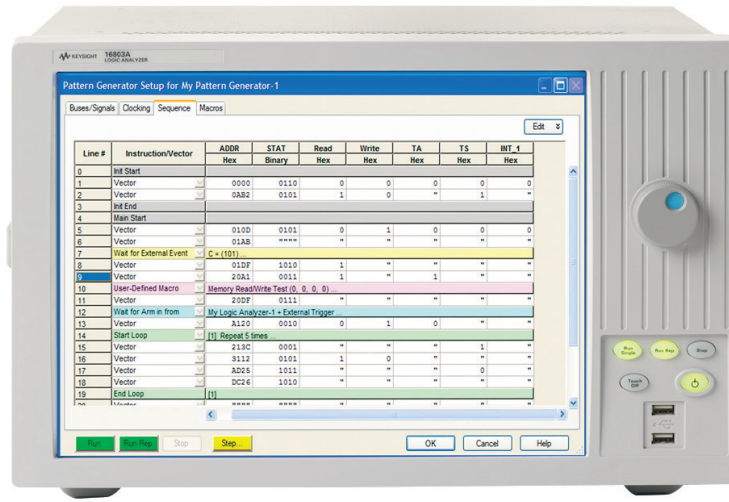 KEYSIGHT 16803A
LOGIC ANALYZER
Pattern Generator Setup for My Pattern Generator-1
Buses/Signals Clocking Sequence Macros
Edit
Line # Instruction/Vector ADDR STAT Read Write TA TS INT_1
Hex Binary Hex Hex Hex Hex Hex
0 Init Start
1 Vector 0000 0110 0 0 0 0 0
2 Vector 0AB2 0101 1 0 " 1 "
3 Init End
4 Main Start
5 Vector 010D 0101 0 1 0 0 0
6 Vector 01AB """" " " " " "
7 Wait for External Event C = (101) ...
8 Vector 01DF 1010 1 " " " "
9 Vector 20A1 0011 1 " 1 " "
10 User-Defined Macro Memory Read/Write Test (0, 0, 0, 0) ...
11 Vector 20DF 0111 " " " " "
12 Wait for Arm in from My Logic Analyzer-1 + External Trigger ...
13 Vector A120 0010 0 1 0 " "
14 Start Loop [1] Repeat 5 times ...
15 Vector 213C 0001 " " " 1 "
16 Vector 3112 0101 1 0 " " "
17 Vector AD25 1011 " " " 0 "
18 Vector DC26 1010 " " " " "
19 End Loop [1]
20 Vector """" """" " " " " "
Run Run Rep Stop Step... OK Cancel Help
Run Single
Run Rep
Stop
Touch Off